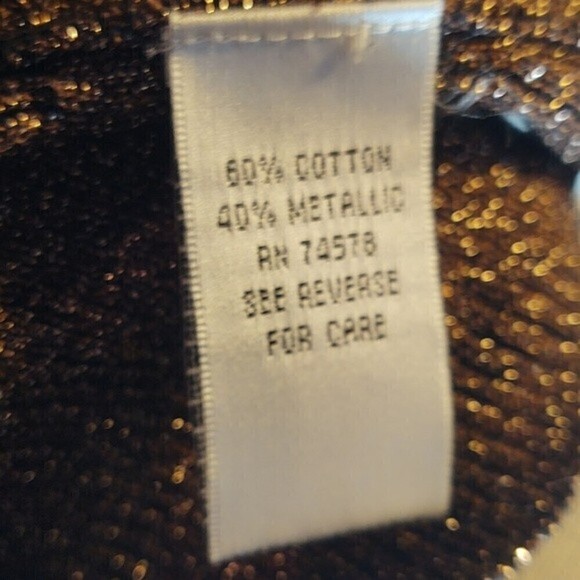 60% COTTON
40% METALLIC
RN 74578
SEE REVERSE
FOR CARE